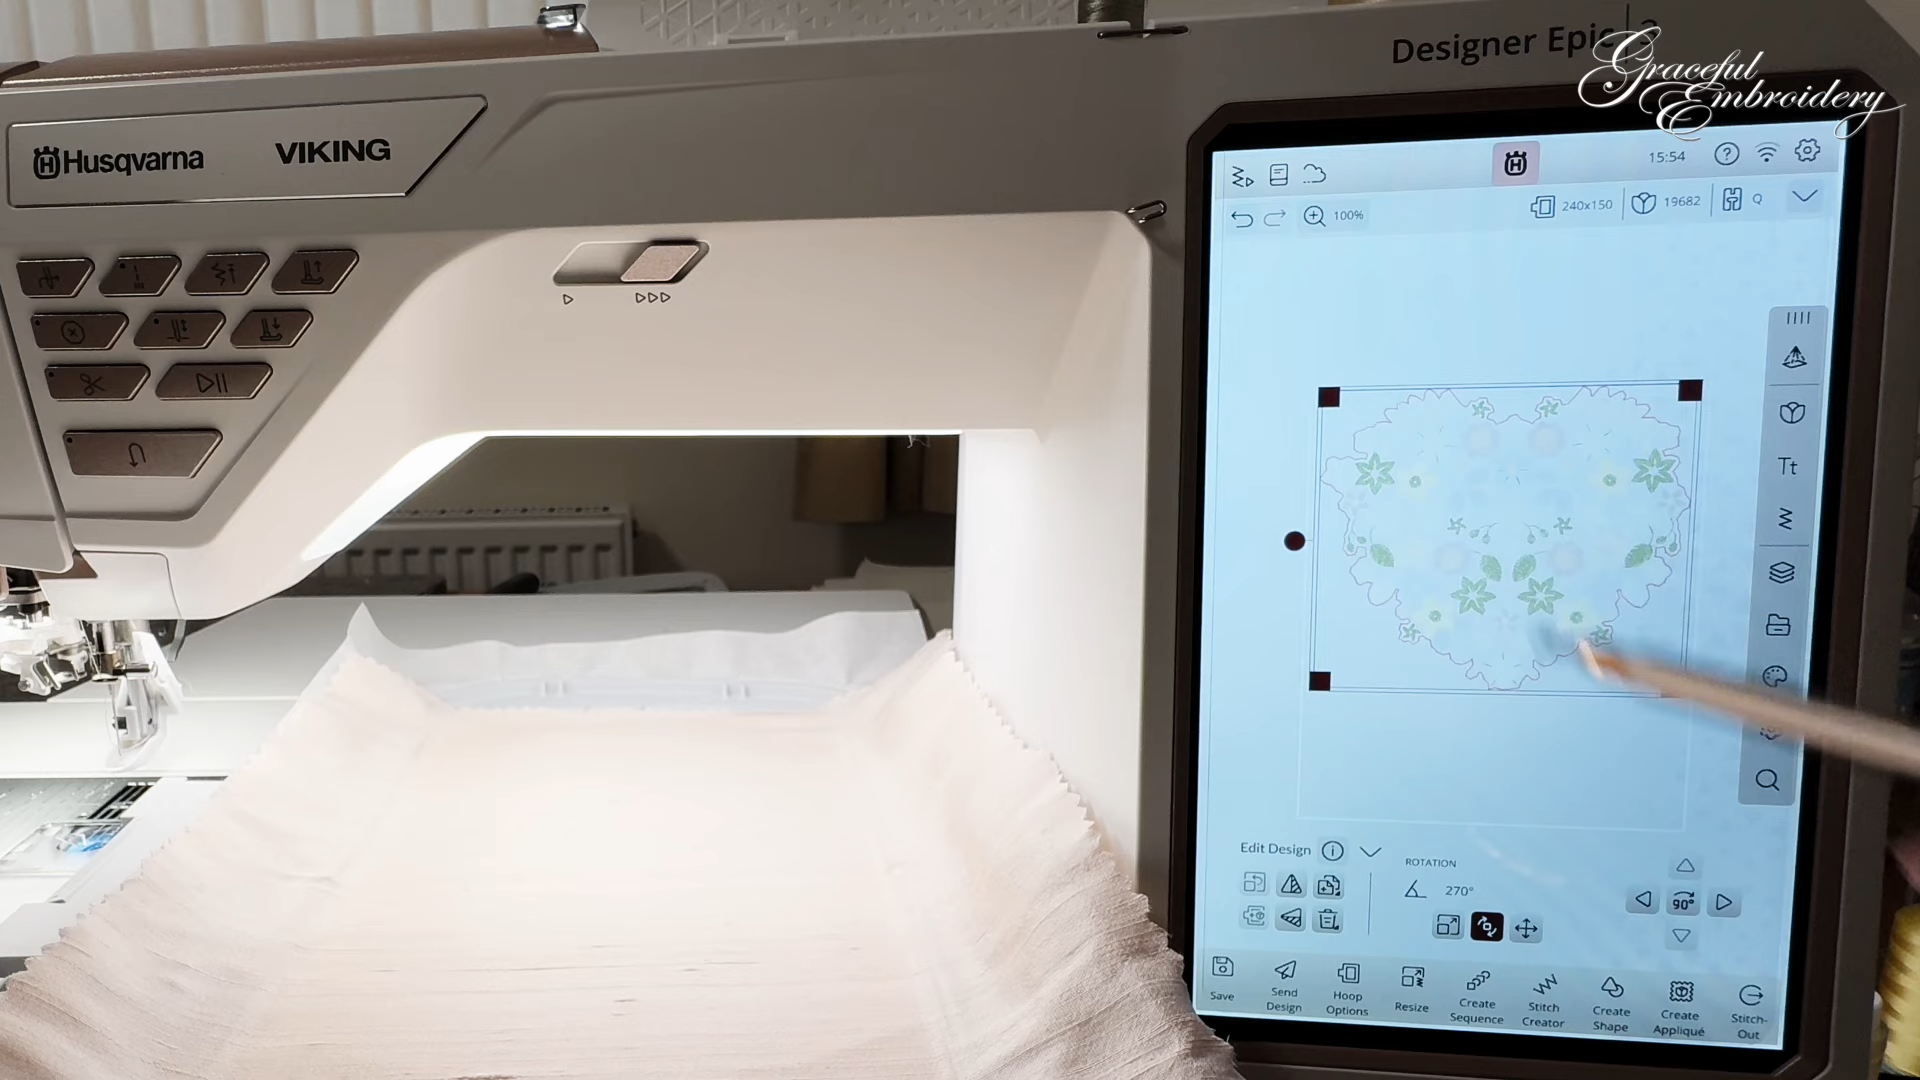 Designer Epic
Graceful
Embroidery
Husqvarna VIKING
15:54
100%
240x150
19682
Q
Tt
Edit Design
ROTATION
270°
90°
Save
Send
Design
Hoop
Options
Resize
Create
Sequence
Stitch
Creator
Create
Shape
Create
Appliqué
Stitch-
Out